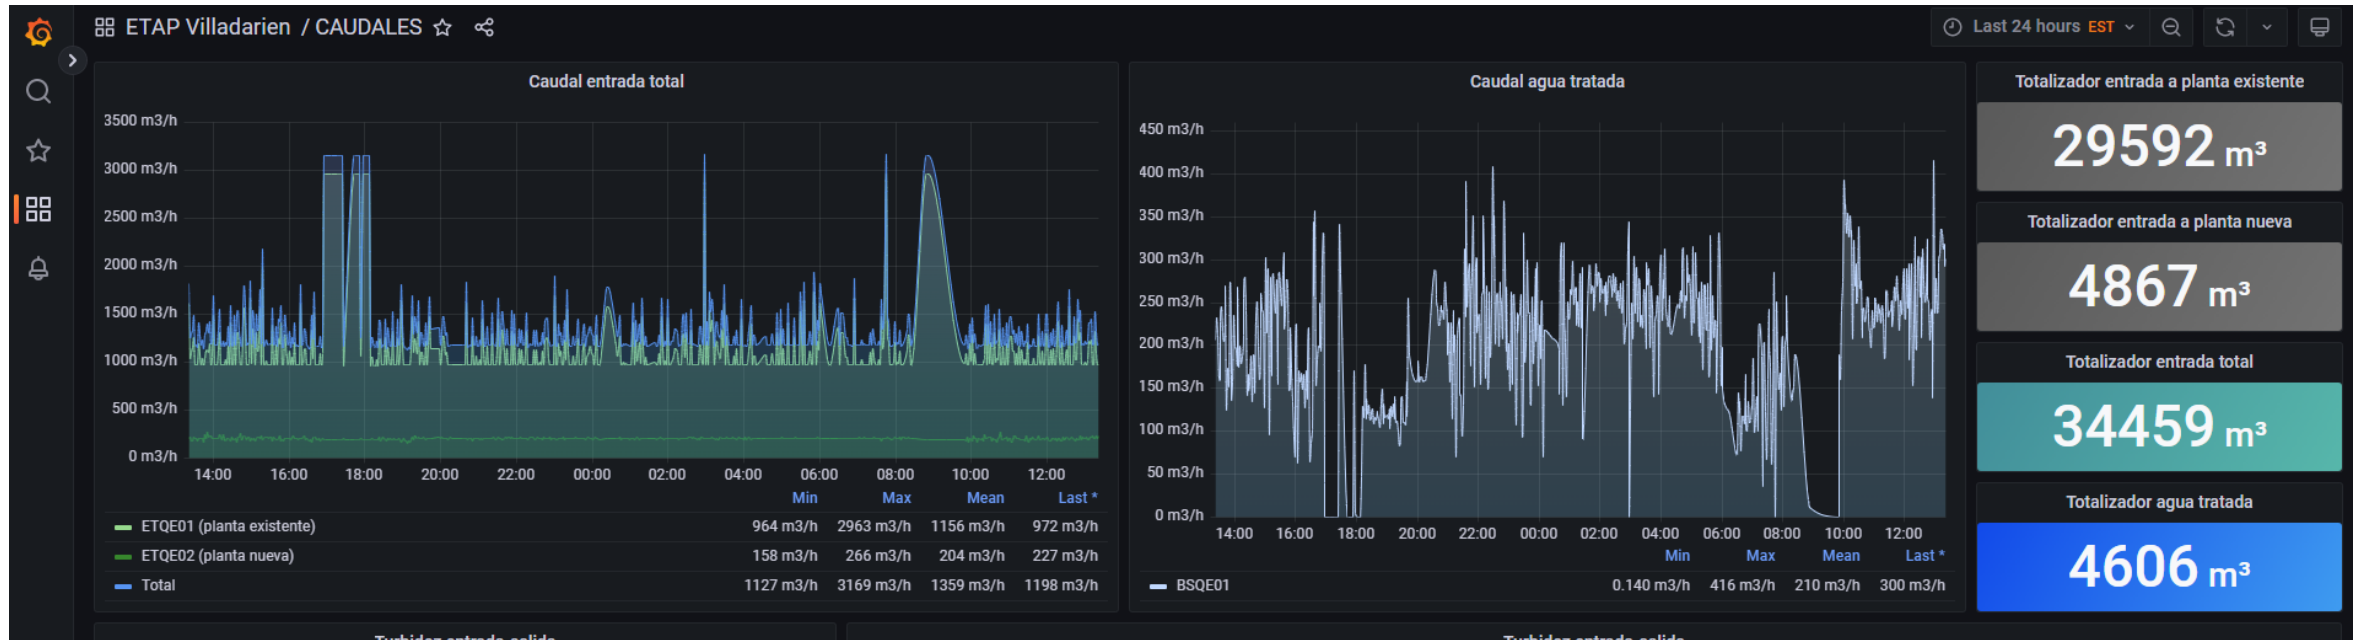 ETAP Villadarien / CAUDALES
Last 24 hours EST
Caudal entrada total
3500 m3/h
3000 m3/h
2500 m3/h
2000 m3/h
1500 m3/h
1000 m3/h
500 m3/h
0 m3/h
14:00 16:00 18:00 20:00 22:00 00:00 02:00 04:00 06:00 08:00 10:00 12:00
Min Max Mean Last *
ETQE01 (planta existente) 964 m3/h 2963 m3/h 1156 m3/h 972 m3/h
ETQE02 (planta nueva) 158 m3/h 266 m3/h 204 m3/h 227 m3/h
Total 1127 m3/h 3169 m3/h 1359 m3/h 1198 m3/h
Caudal agua tratada
450 m3/h
400 m3/h
350 m3/h
300 m3/h
250 m3/h
200 m3/h
150 m3/h
100 m3/h
50 m3/h
0 m3/h
14:00 16:00 18:00 20:00 22:00 00:00 02:00 04:00 06:00 08:00 10:00 12:00
Min Max Mean Last *
BSQE01 0.140 m3/h 416 m3/h 210 m3/h 300 m3/h
Totalizador entrada a planta existente
29592 m³
Totalizador entrada a planta nueva
4867 m³
Totalizador entrada total
34459 m³
Totalizador agua tratada
4606 m³
Turbidez entrada salida
Turbidez entrada salida